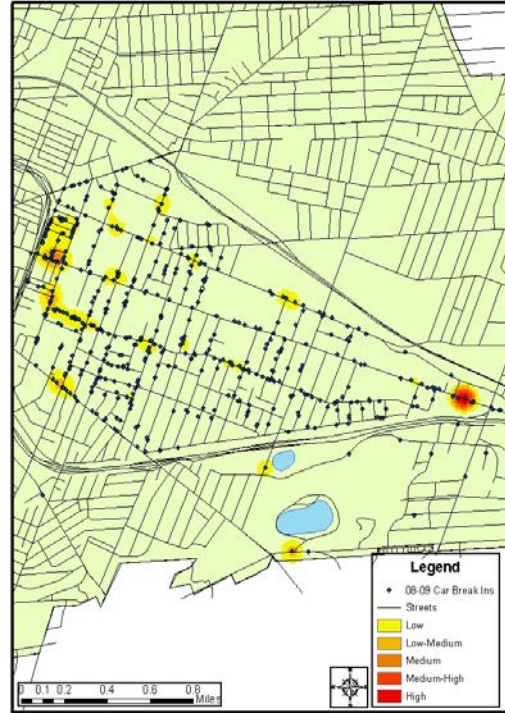 Legend
08-09 Car Break Ins
Streets
Low
Low-Medium
Medium
Medium-High
High
0 0.1 0.2 0.4 0.6 0.8
Miles